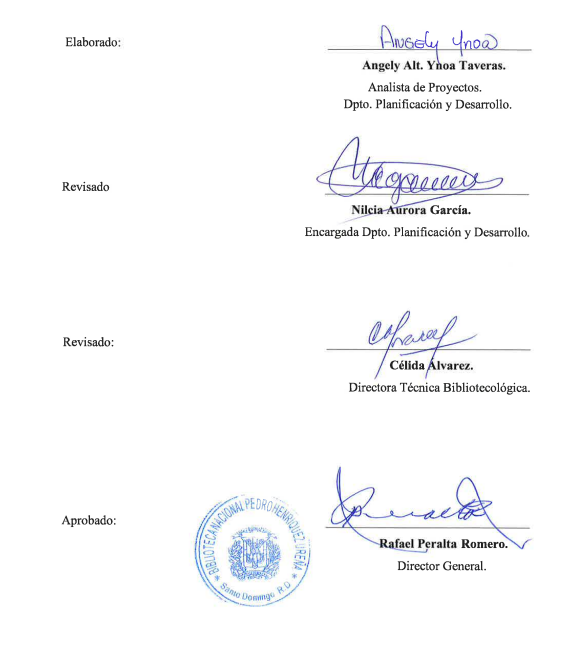 Elaborado:
Angely Ynoa
Angely Alt. Ynoa Taveras.
Analista de Proyectos.
Dpto. Planificación y Desarrollo.
Revisado
Nilcia Aurora García.
Encargada Dpto. Planificación y Desarrollo.
Revisado:
Célida Álvarez.
Directora Técnica Bibliotecológica.
Aprobado:
BIBLIOTECA NACIONAL PEDRO HENRIQUEZ UREÑA
Santo Domingo R.D.
Rafael Peralta Romero.
Director General.